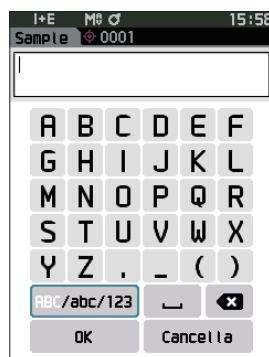 I+E M 15:58
Sample 0001
A B C D E F
G H I J K L
M N O P Q R
S T U V W X
Y Z . _ ( )
ABC/abc/123
OK Cancella